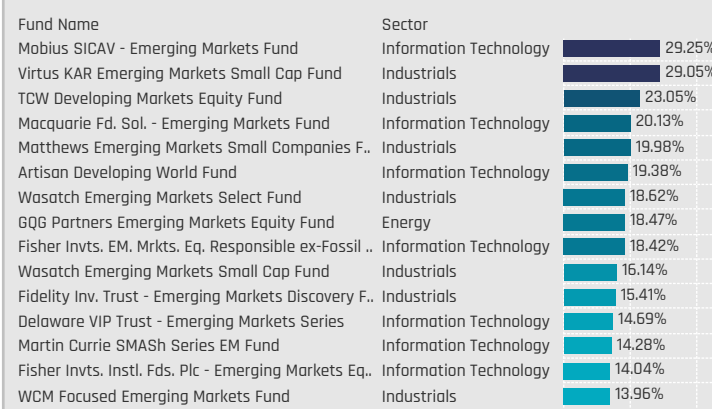 Fund Name Sector
Mobius SICAV - Emerging Markets Fund Information Technology 29.25%
Virtus KAR Emerging Markets Small Cap Fund Industrials 29.05%
TCW Developing Markets Equity Fund Industrials 23.05%
Macquarie Fd. Sol. - Emerging Markets Fund Information Technology 20.13%
Matthews Emerging Markets Small Companies F.. Industrials 19.98%
Artisan Developing World Fund Information Technology 19.38%
Wasatch Emerging Markets Select Fund Industrials 18.62%
GQG Partners Emerging Markets Equity Fund Energy 18.47%
Fisher Invts. EM. Mrkts. Eq. Responsible ex-Fossil .. Information Technology 18.42%
Wasatch Emerging Markets Small Cap Fund Industrials 16.14%
Fidelity Inv. Trust - Emerging Markets Discovery F.. Industrials 15.41%
Delaware VIP Trust - Emerging Markets Series Information Technology 14.69%
Martin Currie SMASh Series EM Fund Information Technology 14.28%
Fisher Invts. Instl. Fds. Plc - Emerging Markets Eq.. Information Technology 14.04%
WCM Focused Emerging Markets Fund Industrials 13.96%